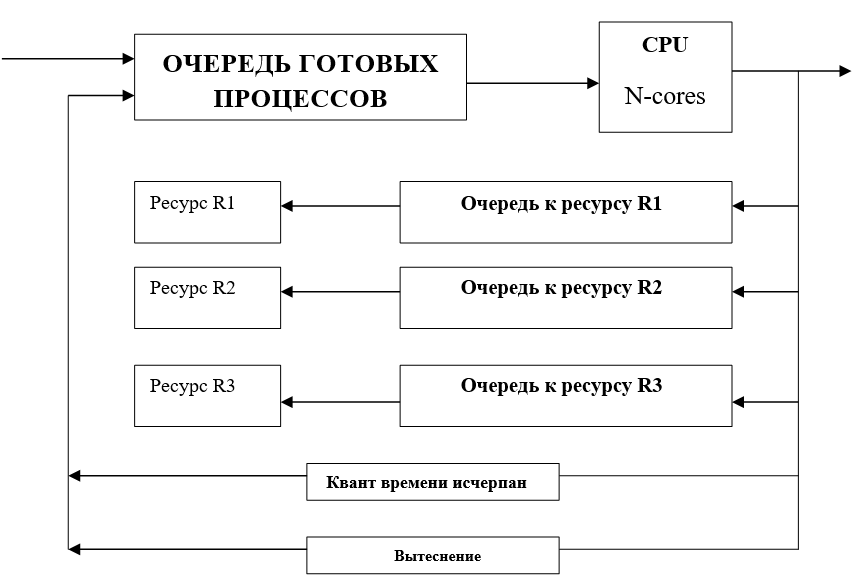 ОЧЕРЕДЬ ГОТОВЫХ
ПРОЦЕССОВ
CPU
N-cores
Ресурс R1
Очередь к ресурсу R1
Ресурс R2
Очередь к ресурсу R2
Ресурс R3
Очередь к ресурсу R3
Квант времени исчерпан
Вытеснение